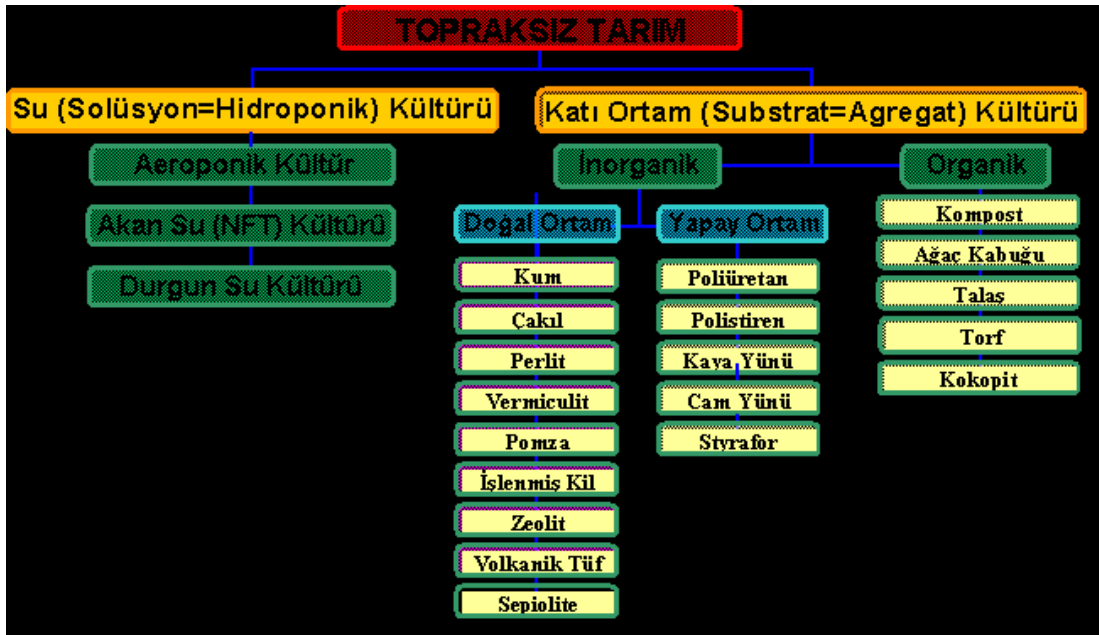 TOPRAKSIZ TARIM
Su (Solüsyon=Hidroponik) Kültürü
Katı Ortam (Substrat=Agregat) Kültürü
Aeroponik Kültür
Akan Su (NFT) Kültürü
Durgun Su Kültürü
İnorganik
Organik
Doğal Ortam
Yapay Ortam
Kum
Çakıl
Perlit
Vermiculit
Pomza
İşlenmiş Kil
Zeolit
Volkanik Tüf
Sepiolite
Poliüretan
Polistiren
Kaya Yünü
Cam Yünü
Styrafor
Kompost
Ağaç Kabuğu
Talaş
Torf
Kokopit